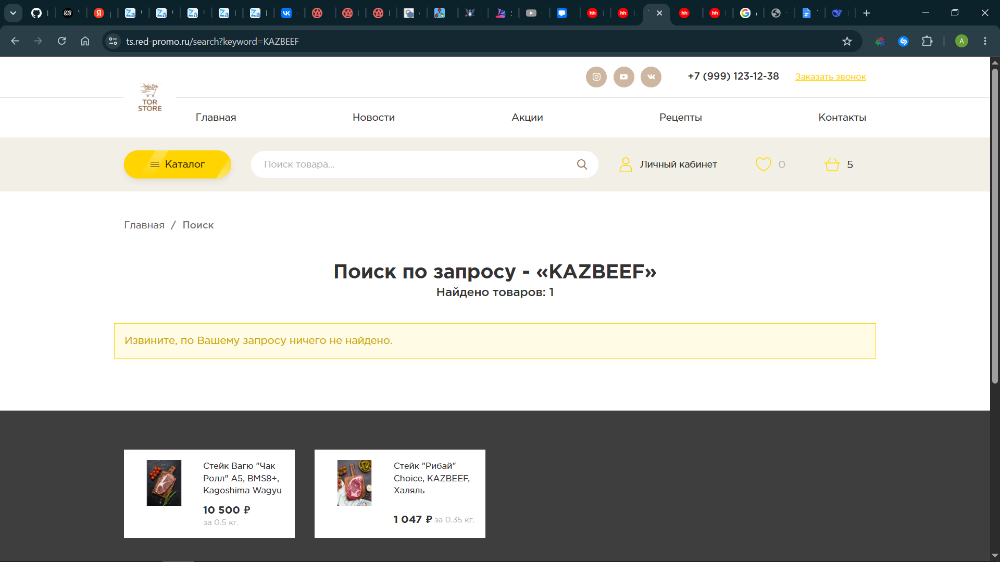 ts.red-promo.ru/search?keyword=KAZBEEF
A
+7 (999) 123-12-38
Заказать звонок
TOR
STORE
Главная
Новости
Акции
Рецепты
Контакты
Каталог
Поиск товара...
Личный кабинет
0
5
Главная / Поиск
Поиск по запросу - «KAZBEEF»
Найдено товаров: 1
Извините, по Вашему запросу ничего не найдено.
Стейк Вагю "Чак
Ролл" А5, BMS8+,
Kagoshima Wagyu
10 500 ₽
за 0.5 кг.
Стейк "Рибай"
Choice, KAZBEEF,
Халяль
1 047 ₽ за 0.35 кг.